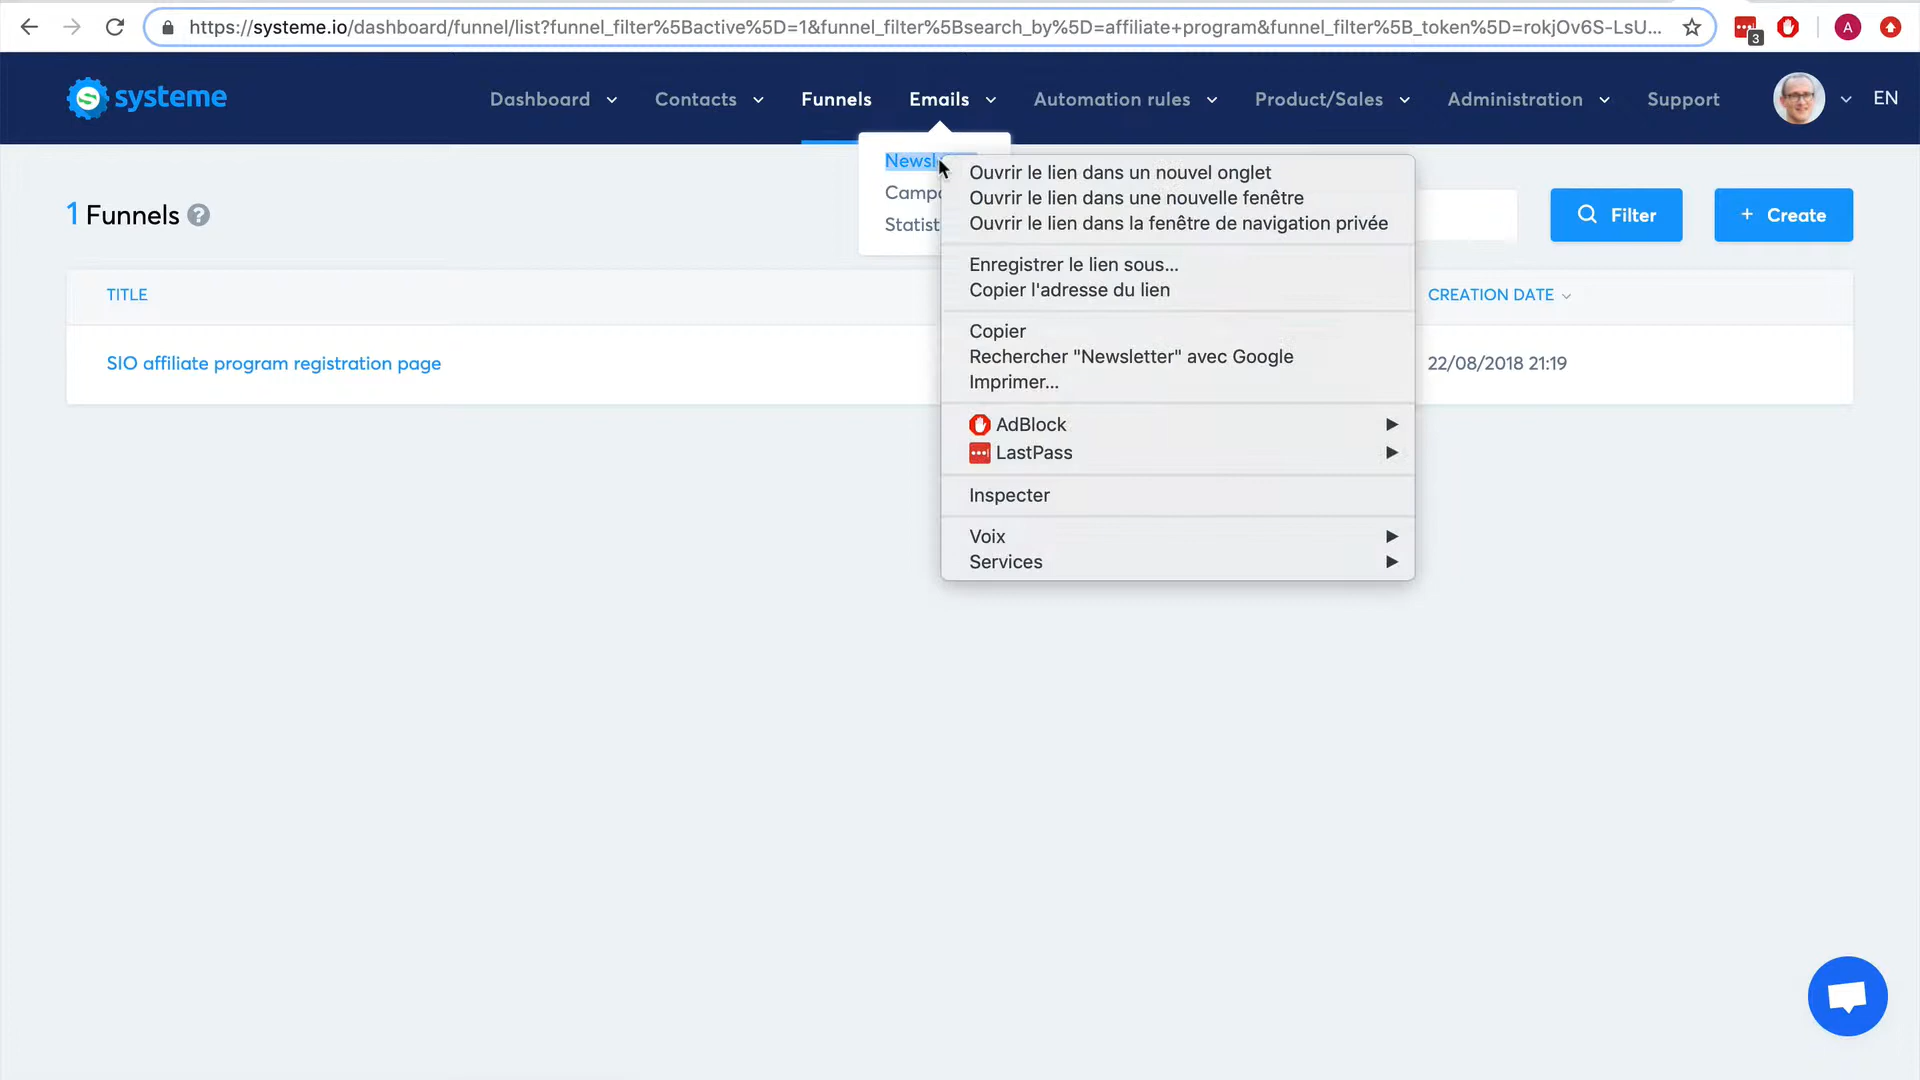 https://systeme.io/dashboard/funnel/list?funnel_filter%5Bactive%5D=1&funnel_filter%5Bsearch_by%5D=affiliate+program&funnel_filter%5B_token%5D=rokjOv6S-LsU...
3
A
systeme
Dashboard
Contacts
Funnels
Emails
Automation rules
Product/Sales
Administration
Support
EN
Newsl
Campa
Statist
Ouvrir le lien dans un nouvel onglet
Ouvrir le lien dans une nouvelle fenêtre
Ouvrir le lien dans la fenêtre de navigation privée
Enregistrer le lien sous...
Copier l'adresse du lien
Copier
Rechercher "Newsletter" avec Google
Imprimer...
AdBlock
LastPass
Inspecter
Voix
Services
1 Funnels ?
Filter
+ Create
TITLE
CREATION DATE
SIO affiliate program registration page
22/08/2018 21:19